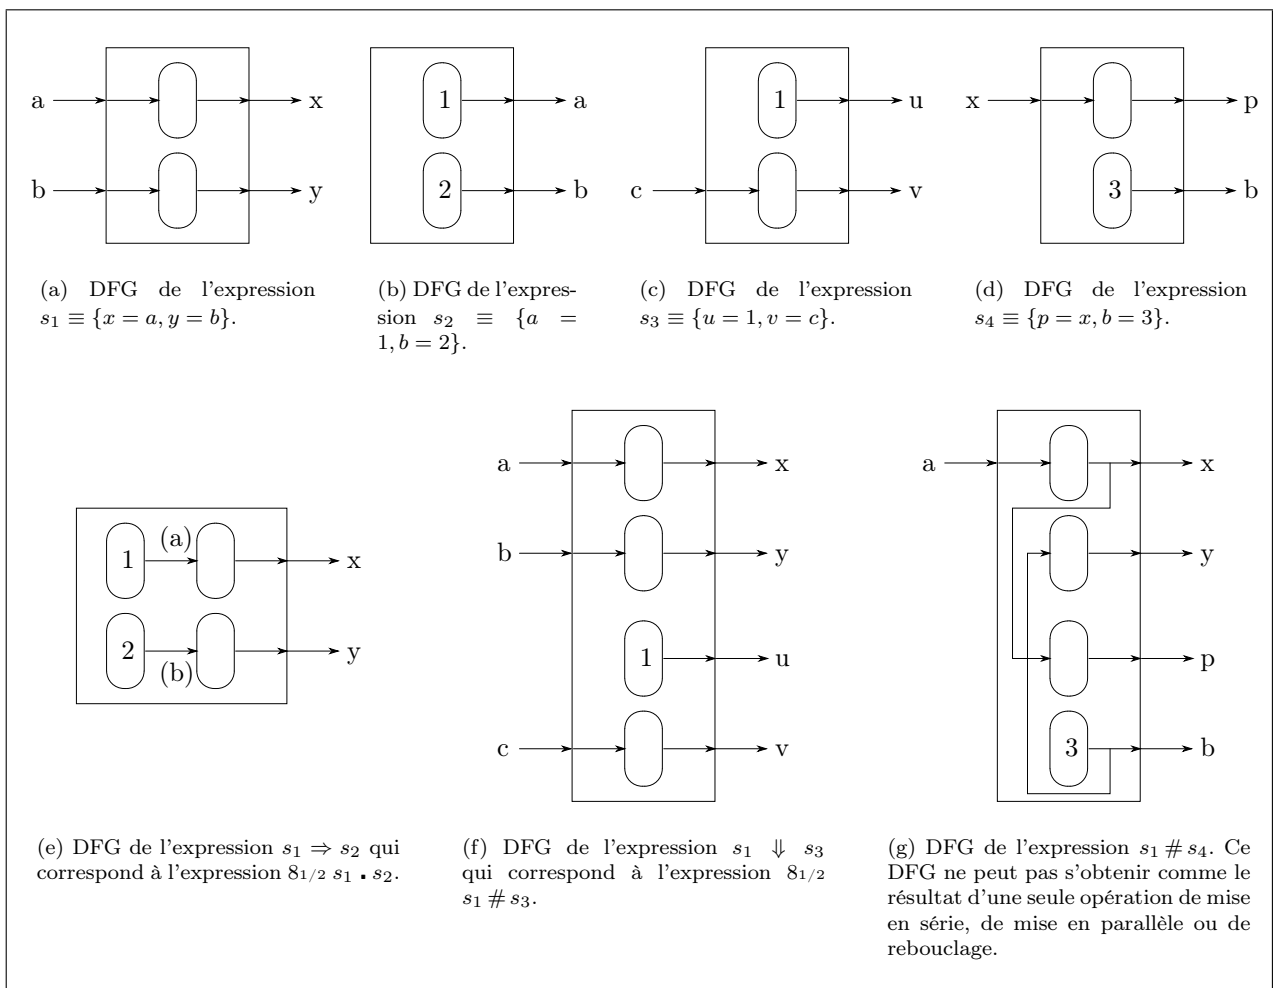 a x 1 a 1 u x p
b y 2 b c v 3 b
(a) DFG de l'expression
s₁ ≡ {x = a, y = b}.
(b) DFG de l'expres-
sion s₂ ≡ {a =
1, b = 2}.
(c) DFG de l'expression
s₃ ≡ {u = 1, v = c}.
(d) DFG de l'expression
s₄ ≡ {p = x, b = 3}.
1 (a) x
2 (b) y
a x
b y
1 u
c v
a x
y
p
3 b
(e) DFG de l'expression s₁ ⇒ s₂ qui
correspond à l'expression 81/2 s₁ . s₂.
(f) DFG de l'expression s₁ ⇓ s₃
qui correspond à l'expression 81/2
s₁ # s₃.
(g) DFG de l'expression s₁ # s₄. Ce
DFG ne peut pas s'obtenir comme le
résultat d'une seule opération de mise
en série, de mise en parallèle ou de
rebouclage.